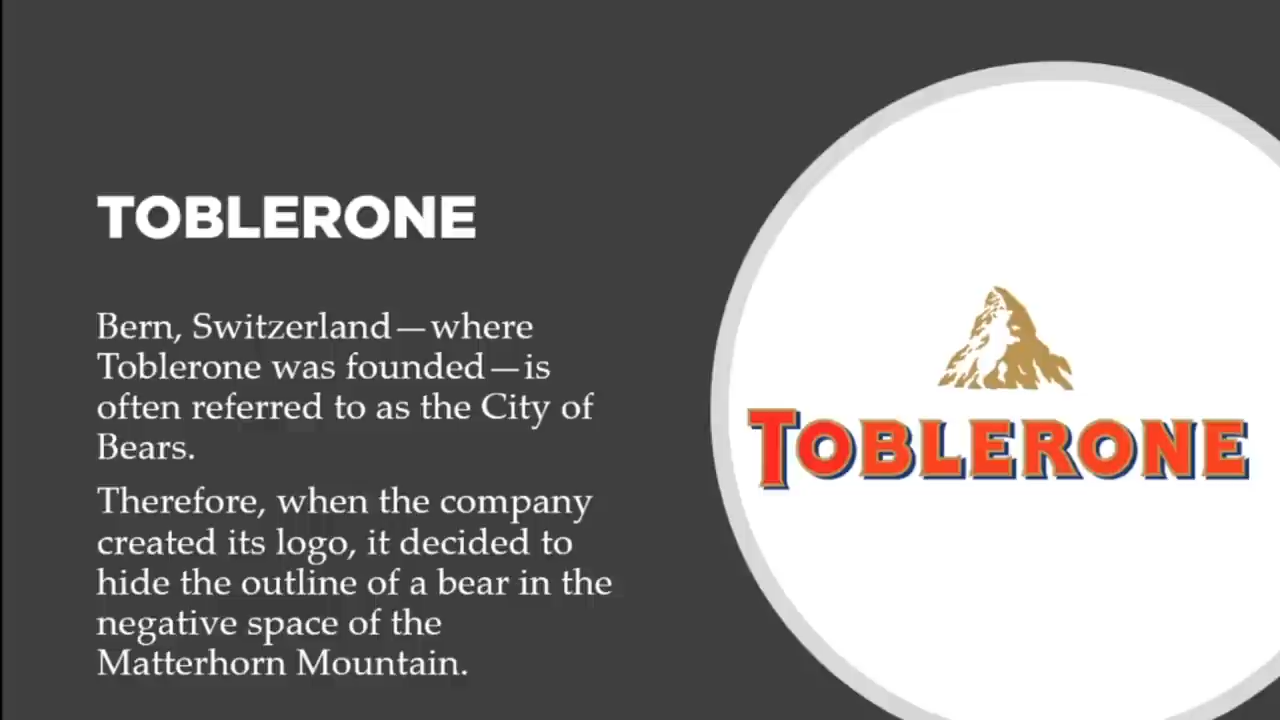 TOBLERONE
Bern, Switzerland—where
Toblerone was founded—is
often referred to as the City of
Bears.
Therefore, when the company
created its logo, it decided to
hide the outline of a bear in the
negative space of the
Matterhorn Mountain.
TOBLERONE